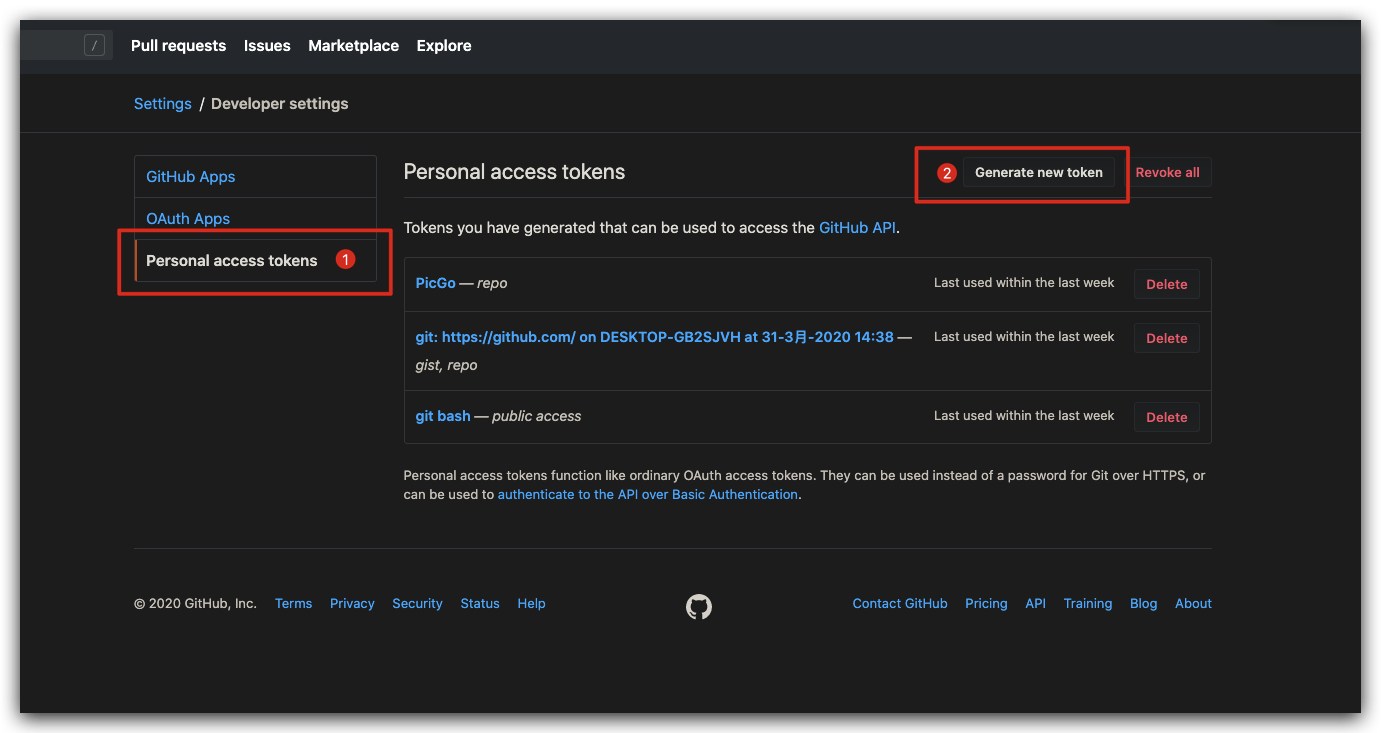 / Pull requests Issues Marketplace Explore
Settings / Developer settings
GitHub Apps
OAuth Apps
Personal access tokens 1
Personal access tokens 2 Generate new token Revoke all
Tokens you have generated that can be used to access the GitHub API.
PicGo — repo Last used within the last week Delete
git: https://github.com/ on DESKTOP-GB2SJVH at 31-3月-2020 14:38 — Last used within the last week Delete
gist, repo
git bash — public access Last used within the last week Delete
Personal access tokens function like ordinary OAuth access tokens. They can be used instead of a password for Git over HTTPS, or
can be used to authenticate to the API over Basic Authentication.
© 2020 GitHub, Inc. Terms Privacy Security Status Help Contact GitHub Pricing API Training Blog About